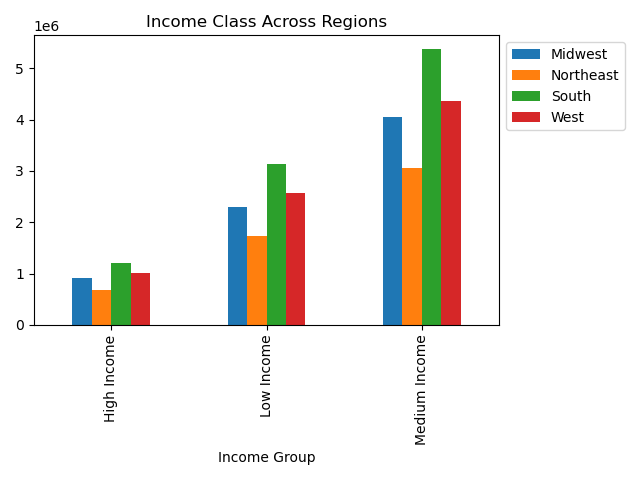 Income Class Across Regions
1e6
5
4
3
2
1
0
High Income
Low Income
Medium Income
Income Group
Midwest
Northeast
South
West